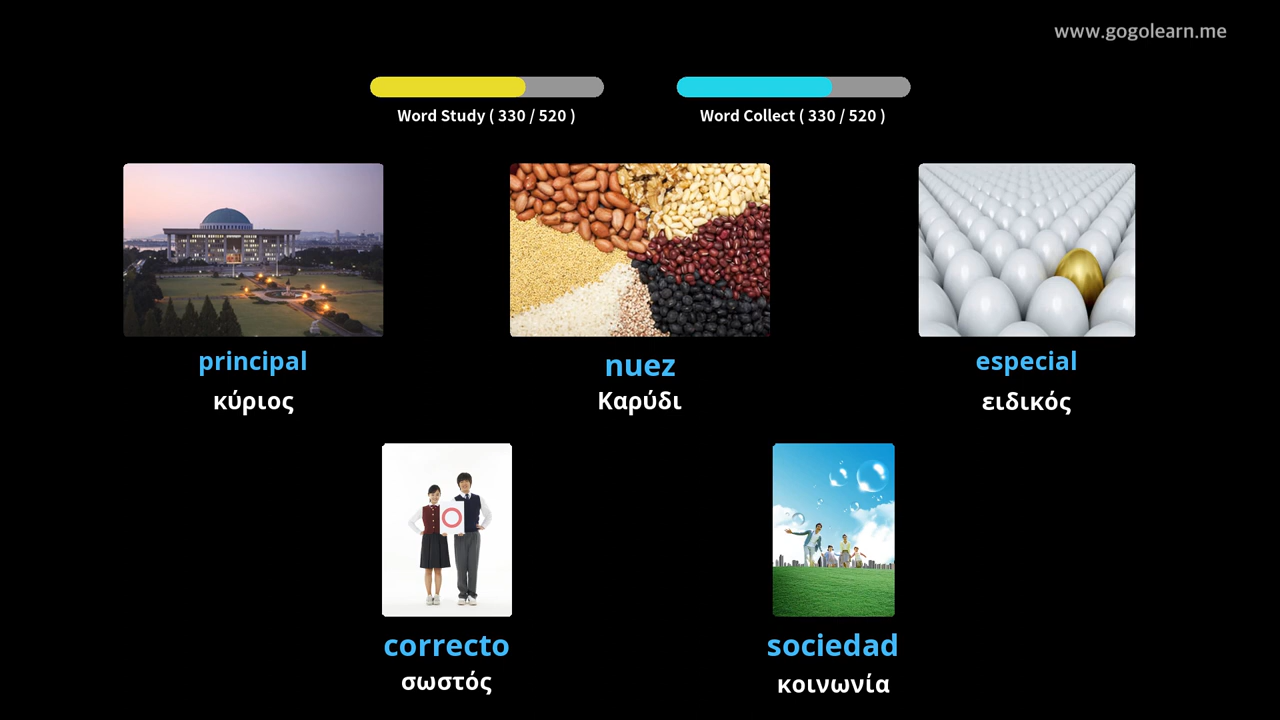 www.gogolearn.me
Word Study ( 330 / 520 )
Word Collect ( 330 / 520 )
principal
κύριος
nuez
Καρύδι
especial
ειδικός
correcto
σωστός
sociedad
κοινωνία